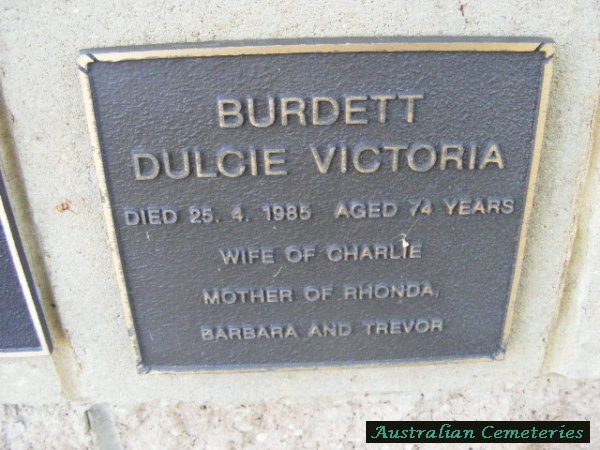 BURDETT
DULCIE VICTORIA
DIED 25. 4. 1985 AGED 74 YEARS
WIFE OF CHARLIE
MOTHER OF RHONDA,
BARBARA AND TREVOR
Australian Cemeteries